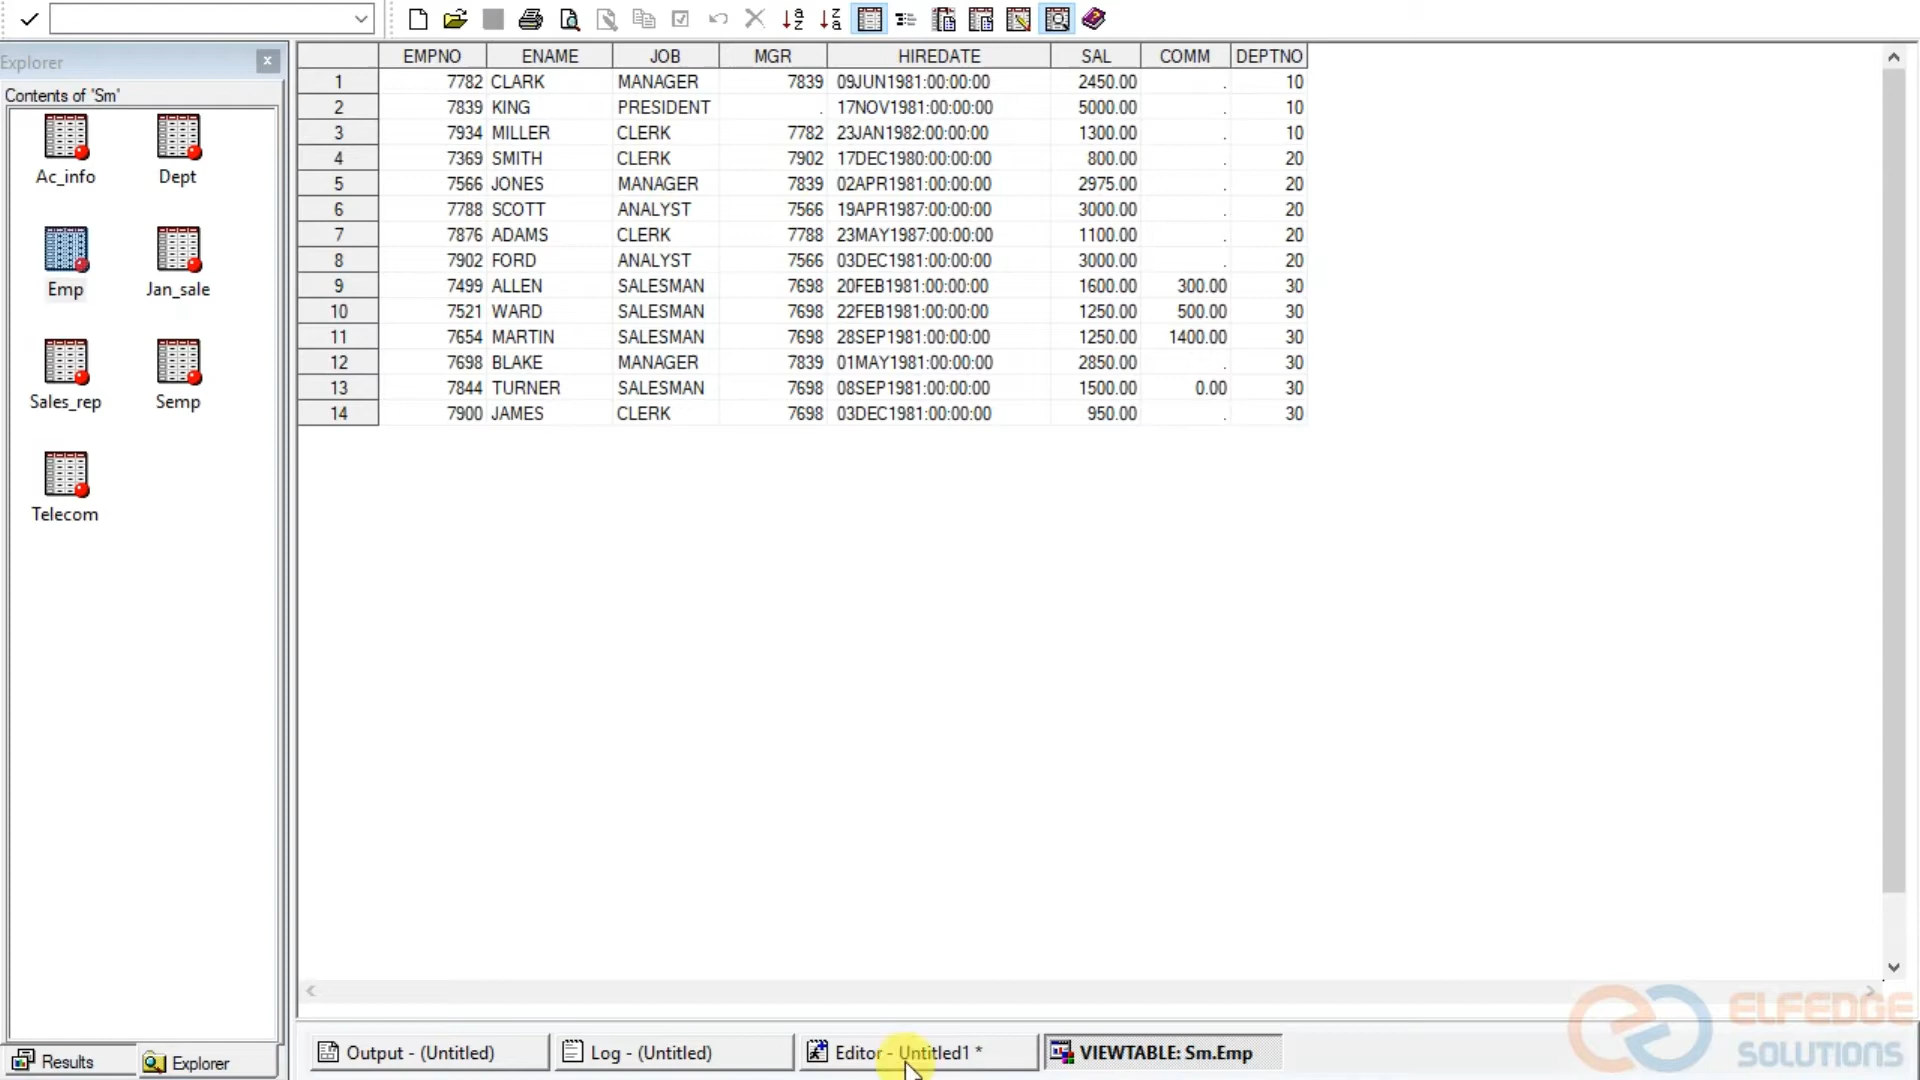 Explorer
Contents of 'Sm'
Ac_info Dept
Emp Jan_sale
Sales_rep Semp
Telecom
Results Explorer
EMPNO ENAME JOB MGR HIREDATE SAL COMM DEPTNO
1 7782 CLARK MANAGER 7839 09JUN1981:00:00:00 2450.00 . 10
2 7839 KING PRESIDENT . 17NOV1981:00:00:00 5000.00 . 10
3 7934 MILLER CLERK 7782 23JAN1982:00:00:00 1300.00 . 10
4 7369 SMITH CLERK 7902 17DEC1980:00:00:00 800.00 . 20
5 7566 JONES MANAGER 7839 02APR1981:00:00:00 2975.00 . 20
6 7788 SCOTT ANALYST 7566 19APR1987:00:00:00 3000.00 . 20
7 7876 ADAMS CLERK 7788 23MAY1987:00:00:00 1100.00 . 20
8 7902 FORD ANALYST 7566 03DEC1981:00:00:00 3000.00 . 20
9 7499 ALLEN SALESMAN 7698 20FEB1981:00:00:00 1600.00 300.00 30
10 7521 WARD SALESMAN 7698 22FEB1981:00:00:00 1250.00 500.00 30
11 7654 MARTIN SALESMAN 7698 28SEP1981:00:00:00 1250.00 1400.00 30
12 7698 BLAKE MANAGER 7839 01MAY1981:00:00:00 2850.00 . 30
13 7844 TURNER SALESMAN 7698 08SEP1981:00:00:00 1500.00 0.00 30
14 7900 JAMES CLERK 7698 03DEC1981:00:00:00 950.00 . 30
Output - (Untitled) Log - (Untitled) Editor - Untitled1 * VIEWTABLE: Sm.Emp
ELFEDGE
SOLUTIONS